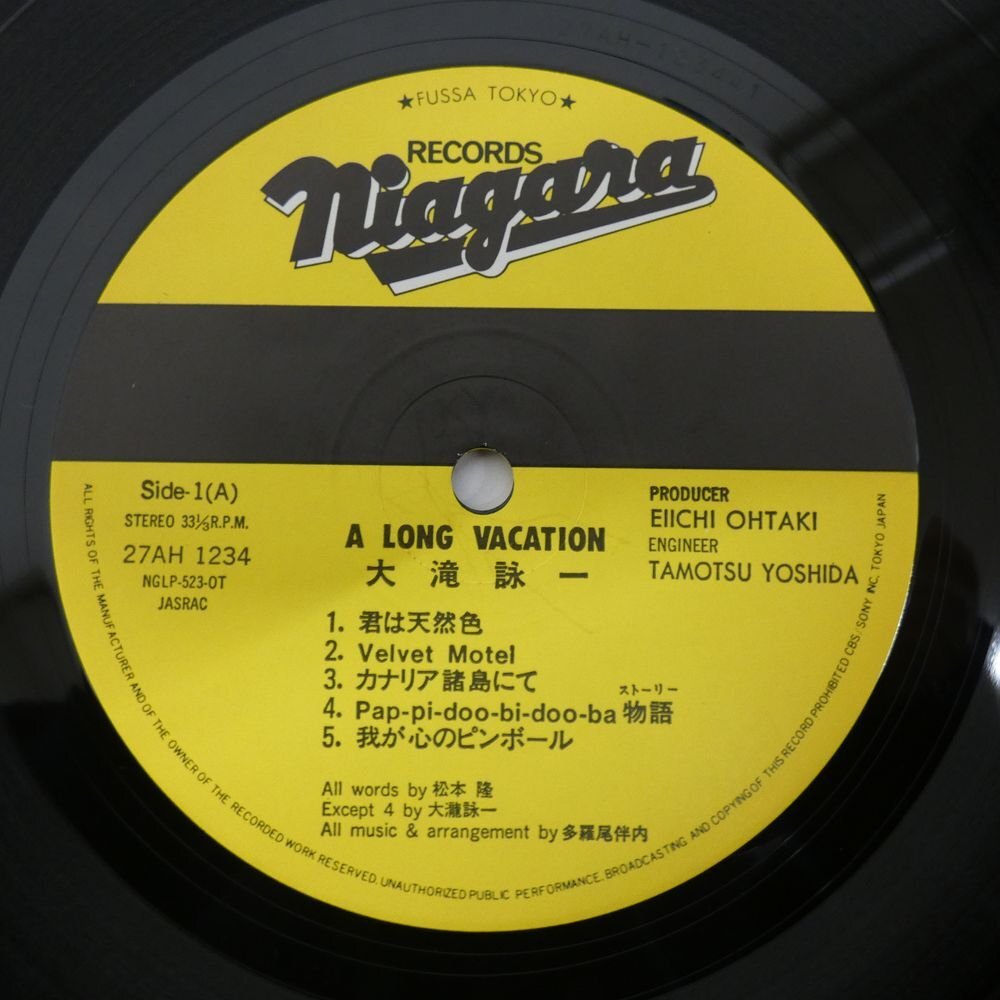 27AH-1234
★FUSSA TOKYO★
RECORDS
Niagara
Side-1(A)
STEREO 33⅓R.P.M.
27AH 1234
NGLP-523-OT
JASRAC
PRODUCER
EIICHI OHTAKI
ENGINEER
TAMOTSU YOSHIDA
A LONG VACATION
大滝詠一
1. 君は天然色
2. Velvet Motel
3. カナリア諸島にて
ストーリー
4. Pap-pi-doo-bi-doo-ba 物語
5. 我が心のピンボール
All words by 松本 隆
Except 4 by 大瀧詠一
All music & arrangement by 多羅尾伴内
ALL RIGHTS OF THE MANUFACTURER AND OF THE OWNER OF THE RECORDED WORK RESERVED. UNAUTHORIZED PUBLIC PERFORMANCE. BROADCASTING AND COPYING OF THIS RECORD PROHIBITED CBS/SONY INC. TOKYO JAPAN